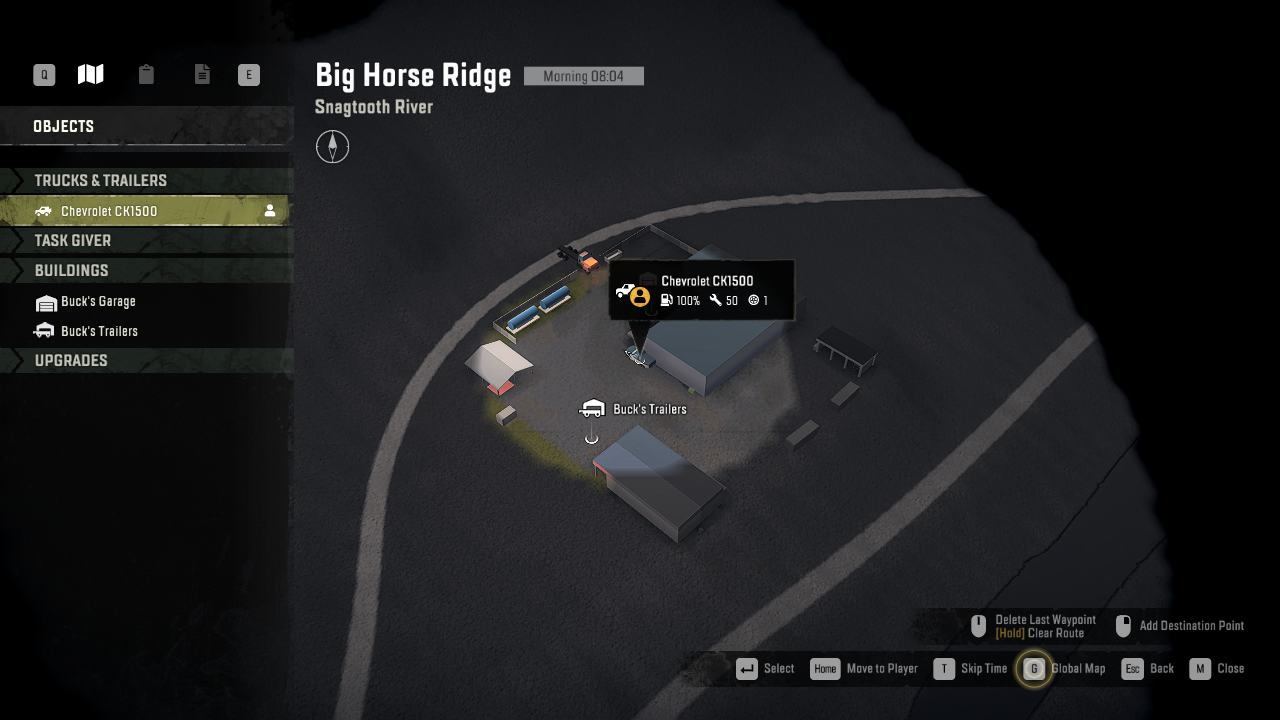 Q
E
Big Horse Ridge
Morning 08:04
Snagtooth River
OBJECTS
TRUCKS & TRAILERS
Chevrolet CK1500
TASK GIVER
BUILDINGS
Buck's Garage
Buck's Trailers
UPGRADES
Chevrolet CK1500
100% 50 1
Buck's Trailers
Delete Last Waypoint
[Hold] Clear Route
Add Destination Point
Select
Home Move to Player
T Skip Time
G Global Map
Esc Back
M Close